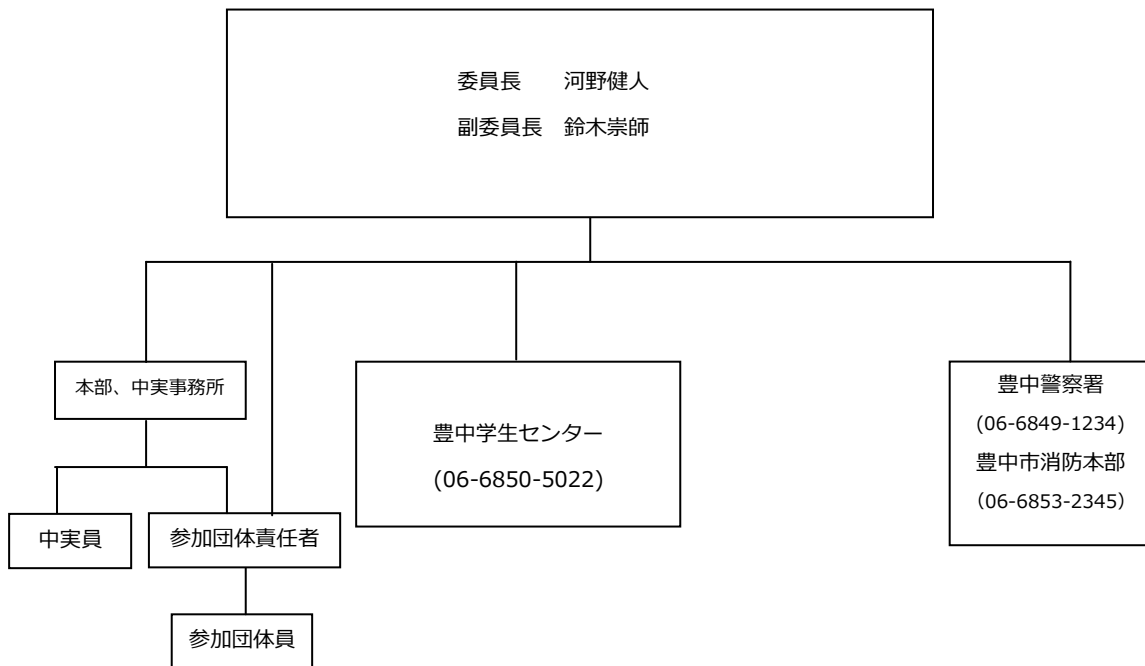 委員長　　河野健人
副委員長　鈴木崇師
本部、中実事務所
豊中学生センター
(06-6850-5022)
豊中警察署
(06-6849-1234)
豊中市消防本部
（06-6853-2345）
中実員
参加団体責任者
参加団体員